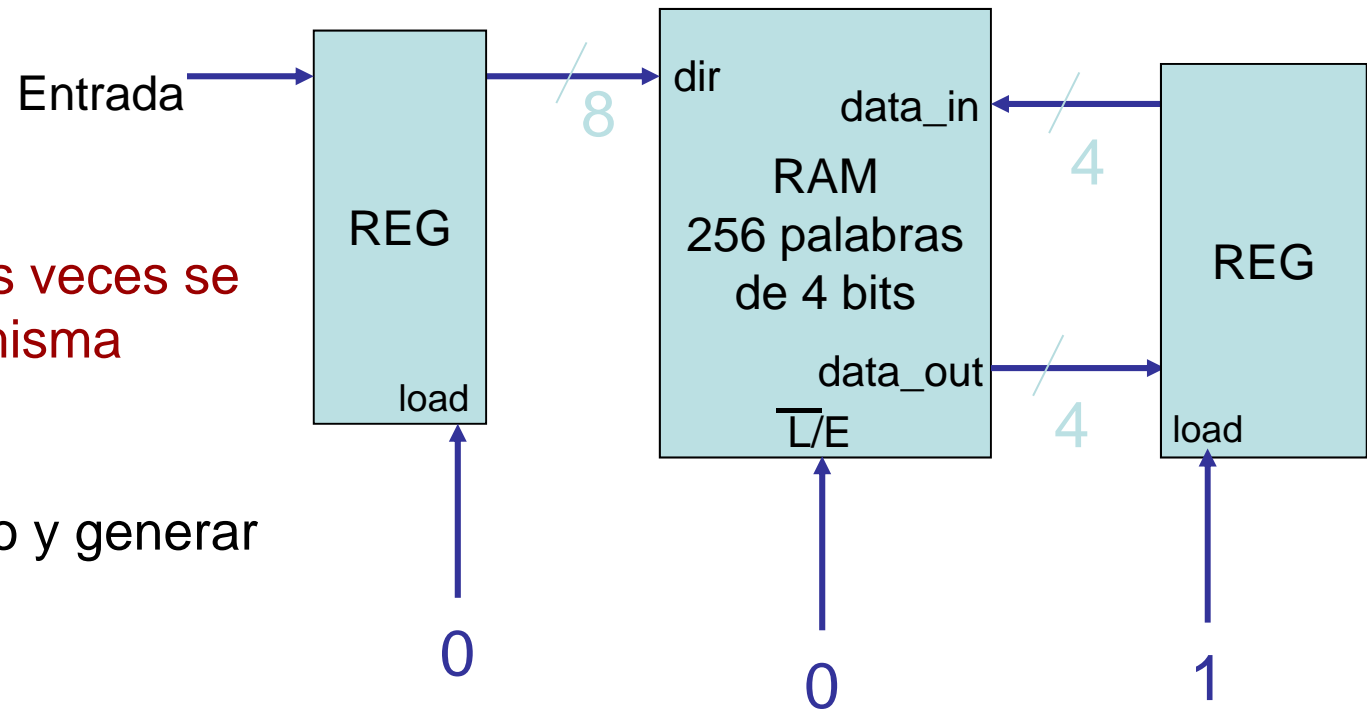 Entrada
s veces se
nisma
o y generar
REG
load
0
8
dir
data_in
RAM
256 palabras
de 4 bits
data_out
L/E
0
4
4
REG
load
1